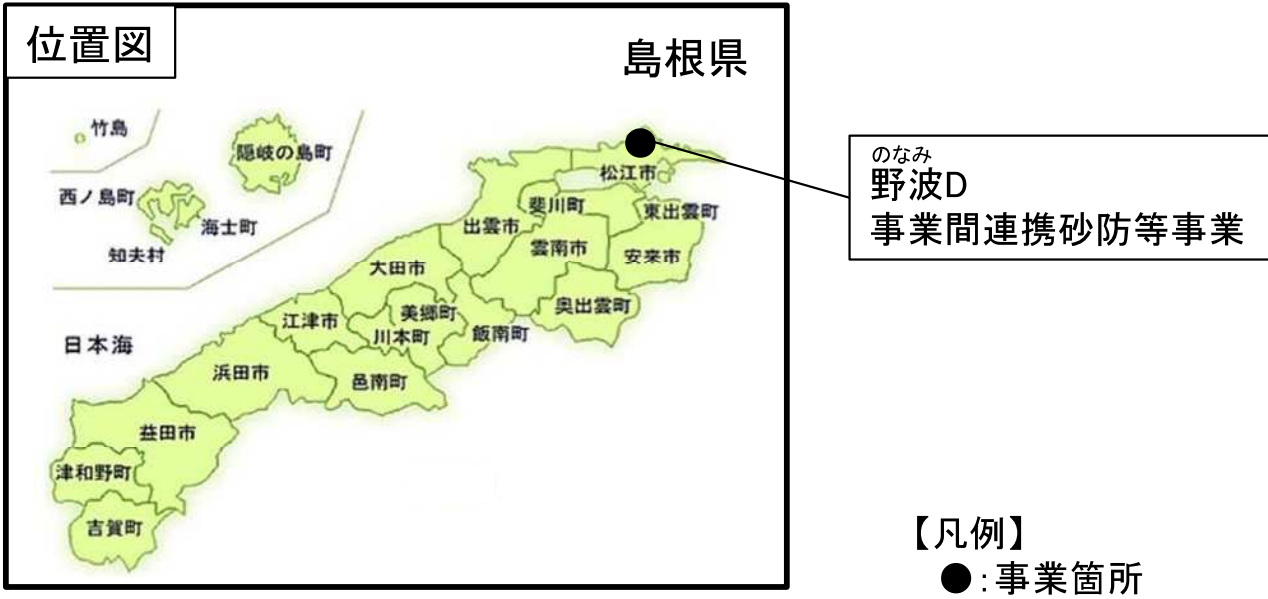 位置図
島根県
竹島
隠岐の島町
西ノ島町
海士町
知夫村
松江市
斐川町
東出雲町
出雲市
雲南市
安来市
大田市
奥出雲町
美郷町
江津市
川本町
飯南町
日本海
浜田市
邑南町
益田市
津和野町
吉賀町
のなみ
野波D
事業間連携砂防等事業
【凡例】
●:事業箇所